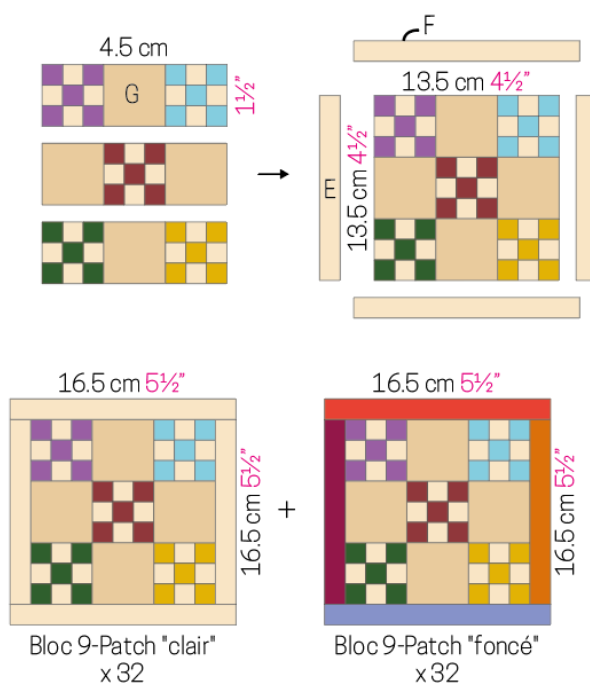 4.5 cm
G
1½”
F
13.5 cm 4½”
E
13.5 cm 4½”
16.5 cm 5½”
16.5 cm 5½”
+
16.5 cm 5½”
16.5 cm 5½”
Bloc 9-Patch "clair"
x 32
Bloc 9-Patch "foncé"
x 32